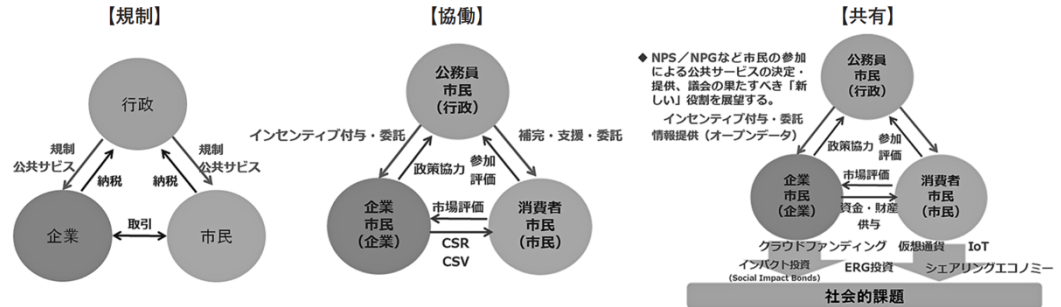 【規制】
行政
規制
公共サビス
規制
公共サービス
納税
納税
企業
取引
市民
【協働】
公務員
市民
（行政）
インセンティブ付与・委託
補完・支援・委託
政策協力
参加
評価
企業
市民
（企業）
市場評価
CSR
CSV
消費者
市民
（市民）
【共有】
◆ NPS／NPGなど市民の参加
による公共サービスの決定・
提供、議会の果たすべき「新
しい」役割を展望する。
公務員
市民
（行政）
インセンティブ付与・委託
情報提供（オープンデータ）
政策協力
参加
評価
企業
市民
（企業）
市場評価
資金・財産
供与
消費者
市民
（市民）
クラウドファンディング
仮想通貨
IoT
インパクト投資
(Social Impact Bonds)
ERG投資
シェアリングエコノミー
社会的課題